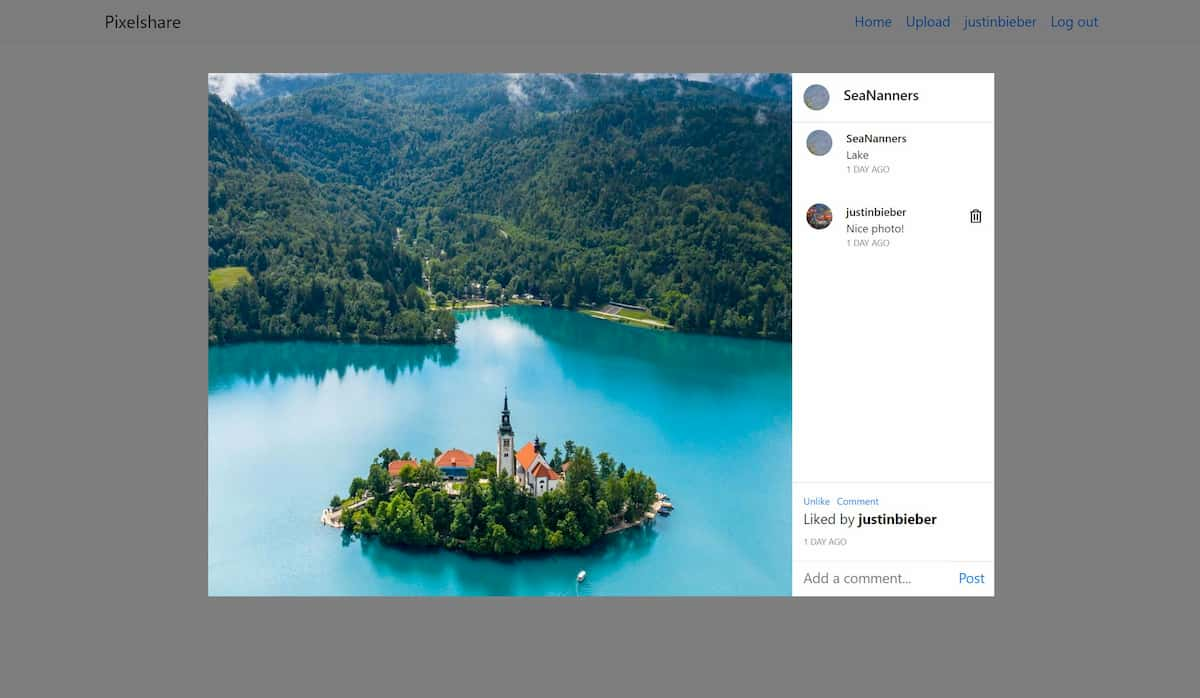 Pixelshare
Home Upload justinbieber Log out
SeaNanners
SeaNanners
Lake
1 DAY AGO
justinbieber
Nice photo!
1 DAY AGO
Unlike Comment
Liked by justinbieber
1 DAY AGO
Add a comment...
Post